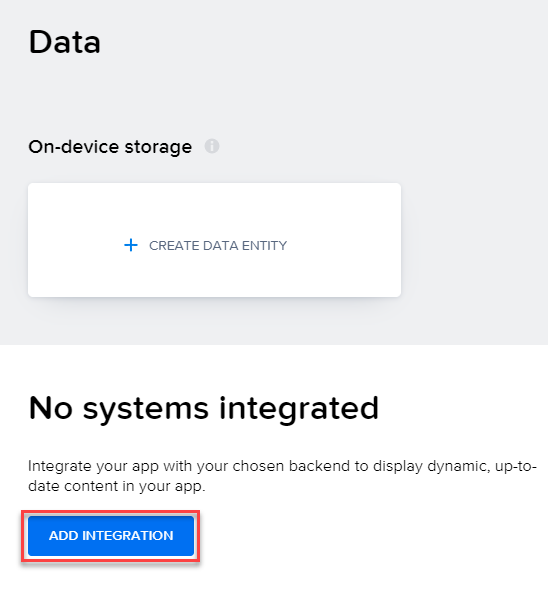 Data
On-device storage
CREATE DATA ENTITY
No systems integrated
Integrate your app with your chosen backend to display dynamic, up-to-
date content in your app.
ADD INTEGRATION